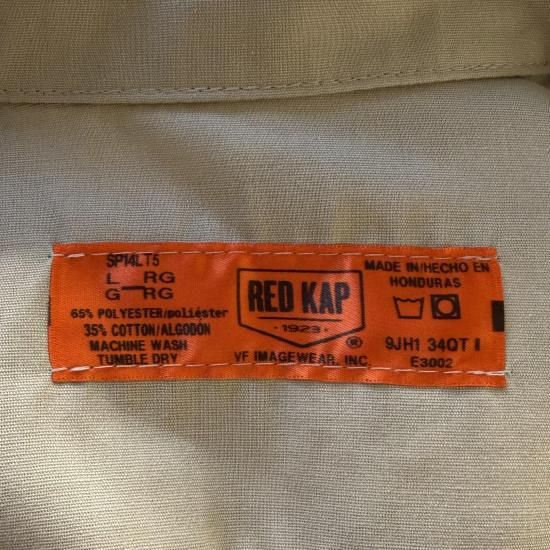 SP14LT5
L RG
G RG
65% POLYESTER/poliéster
35% COTTON/ALGODÓN
MACHINE WASH
TUMBLE DRY
RED KAP
· 1923 ·
®
VF IMAGEWEAR, INC
MADE IN/HECHO EN
HONDURAS
9JH1 34QT II
E3002